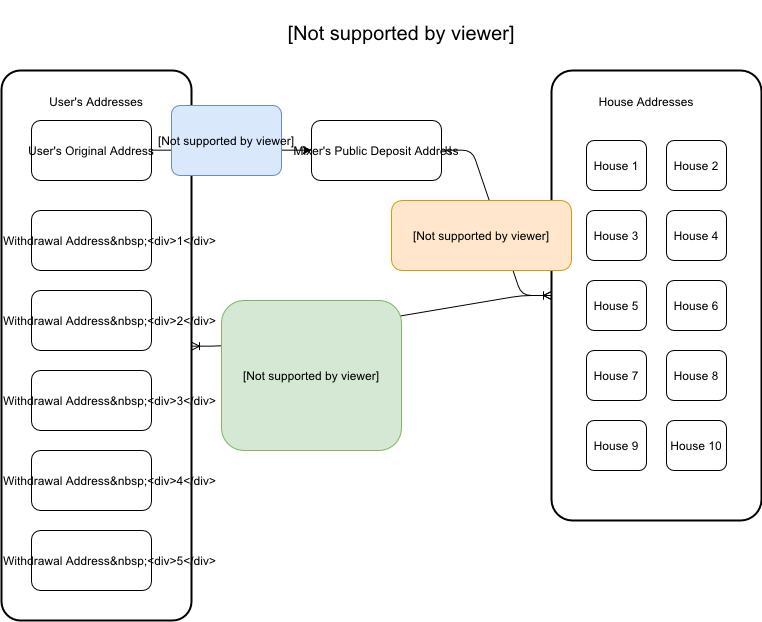 [Not supported by viewer]
User's Addresses
House Addresses
User's Original Address
[Not supported by viewer]
Mixer's Public Deposit Address
House 1
House 2
Withdrawal Address&nbsp;<div>1</div>
[Not supported by viewer]
House 3
House 4
Withdrawal Address&nbsp;<div>2</div>
House 5
House 6
[Not supported by viewer]
House 7
House 8
Withdrawal Address&nbsp;<div>3</div>
House 9
House 10
Withdrawal Address&nbsp;<div>4</div>
Withdrawal Address&nbsp;<div>5</div>